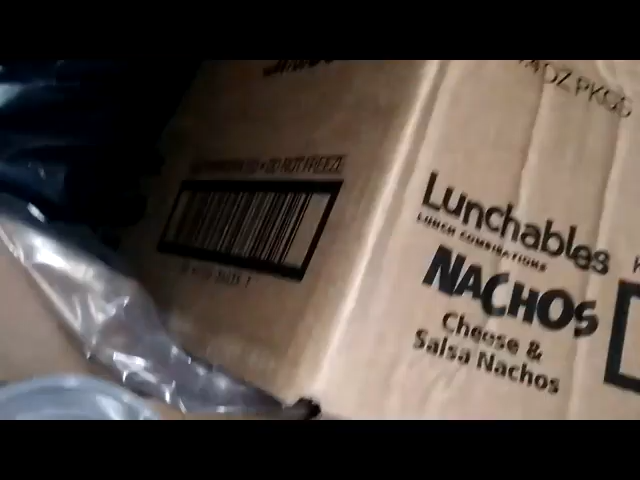 OZ PKGS
DO NOT FREEZE
Lunchables
LUNCH COMBINATIONS
NACHOS
Cheese &
Salsa Nachos